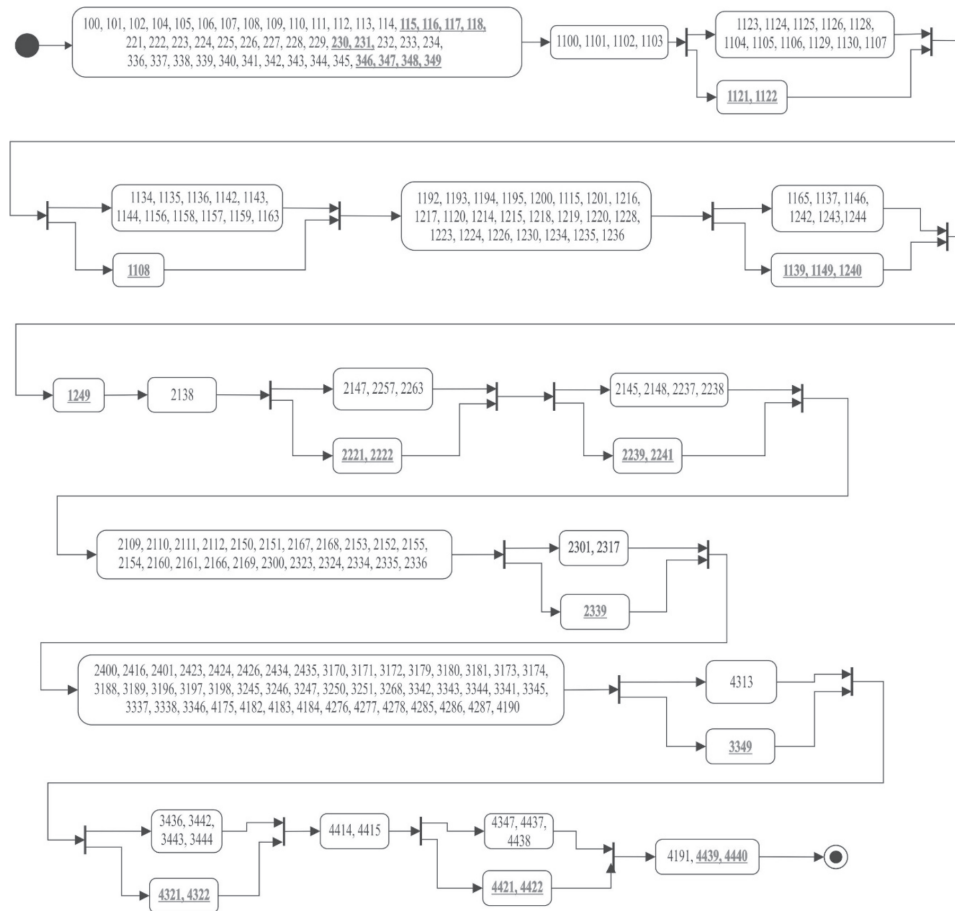 100, 101, 102, 104, 105, 106, 107, 108, 109, 110, 111, 112, 113, 114, 115, 116, 117, 118,
221, 222, 223, 224, 225, 226, 227, 228, 229, 230, 231, 232, 233, 234,
336, 337, 338, 339, 340, 341, 342, 343, 344, 345, 346, 347, 348, 349
1100, 1101, 1102, 1103
1123, 1124, 1125, 1126, 1128,
1104, 1105, 1106, 1129, 1130, 1107
1121, 1122
1134, 1135, 1136, 1142, 1143,
1144, 1156, 1158, 1157, 1159, 1163
1108
1192, 1193, 1194, 1195, 1200, 1115, 1201, 1216,
1217, 1120, 1214, 1215, 1218, 1219, 1220, 1228,
1223, 1224, 1226, 1230, 1234, 1235, 1236
1165, 1137, 1146,
1242, 1243,1244
1139, 1149, 1240
1249
2138
2147, 2257, 2263
2221, 2222
2145, 2148, 2237, 2238
2239, 2241
2109, 2110, 2111, 2112, 2150, 2151, 2167, 2168, 2153, 2152, 2155,
2154, 2160, 2161, 2166, 2169, 2300, 2323, 2324, 2334, 2335, 2336
2301, 2317
2339
2400, 2416, 2401, 2423, 2424, 2426, 2434, 2435, 3170, 3171, 3172, 3179, 3180, 3181, 3173, 3174,
3188, 3189, 3196, 3197, 3198, 3245, 3246, 3247, 3250, 3251, 3268, 3342, 3343, 3344, 3341, 3345,
3337, 3338, 3346, 4175, 4182, 4183, 4184, 4276, 4277, 4278, 4285, 4286, 4287, 4190
4313
3349
3436, 3442,
3443, 3444
4321, 4322
4414, 4415
4347, 4437,
4438
4421, 4422
4191, 4439, 4440